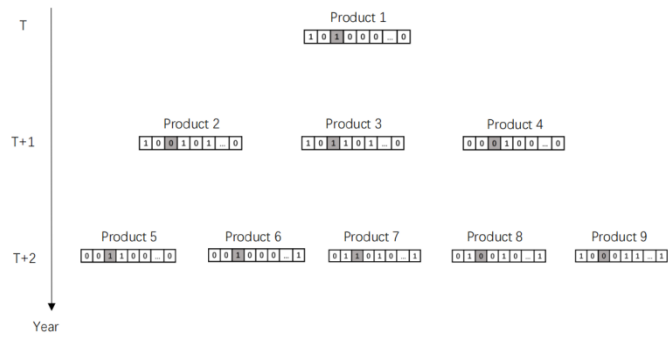 T
Product 1
1 0 1 0 0 0 ... 0
T+1
Product 2
Product 3
Product 4
1 0 0 1 0 1 ... 0
1 0 1 1 0 1 ... 0
0 0 0 1 0 0 ... 0
T+2
Product 5
Product 6
Product 7
Product 8
Product 9
0 0 1 1 0 0 ... 0
0 0 1 0 0 0 ... 1
0 1 1 0 1 0 ... 1
0 1 0 0 1 0 ... 1
1 0 0 0 1 1 ... 1
Year